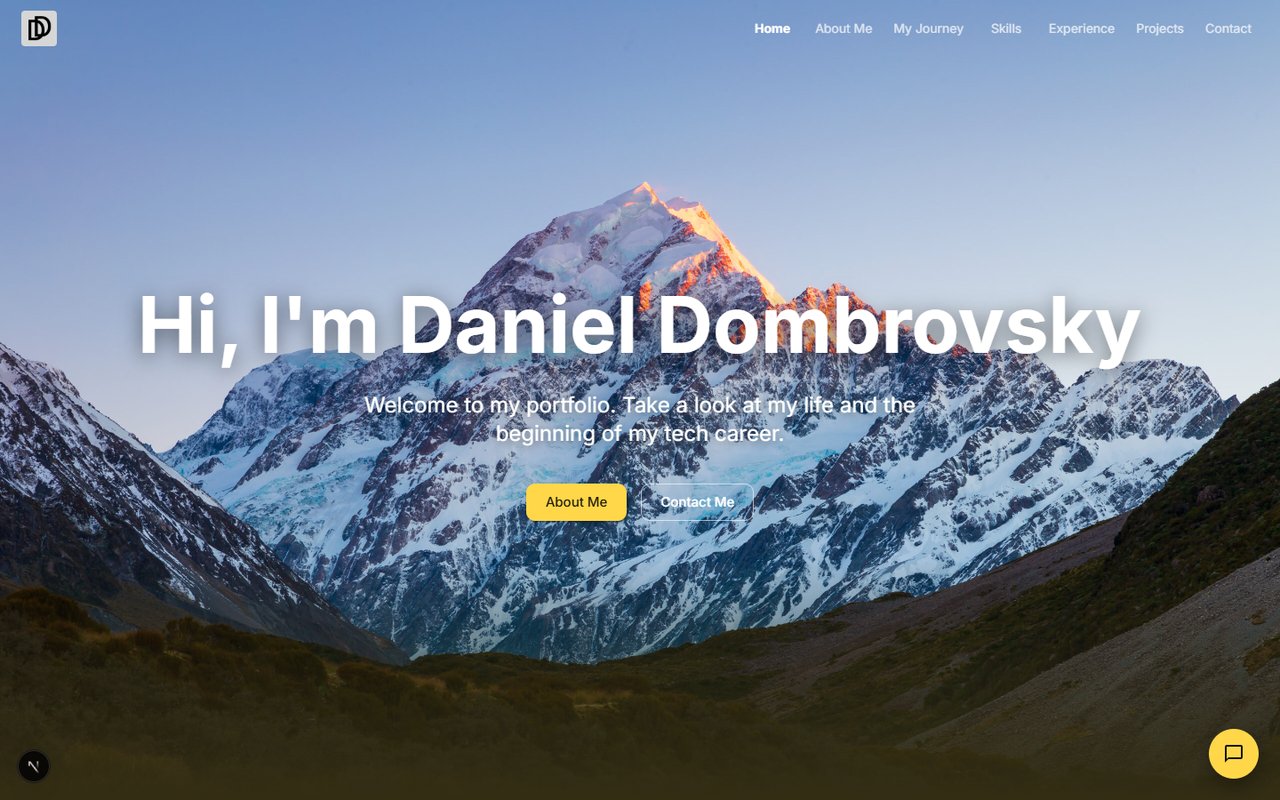 DD
Home
About Me
My Journey
Skills
Experience
Projects
Contact
Hi, I'm Daniel Dombrovsky
Welcome to my portfolio. Take a look at my life and the
beginning of my tech career.
About Me
Contact Me
N